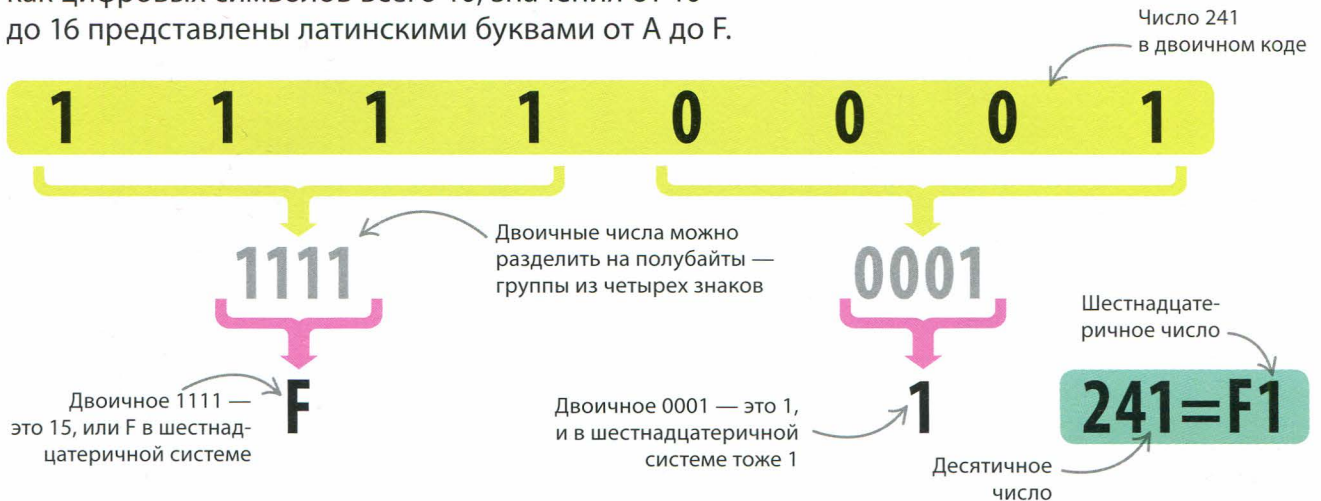 до 16 представлены латинскими буквами от А до F.
Число 241
в двоичном коде
1 1 1 1 0 0 0 1
1111
Двоичные числа можно
разделить на полубайты —
группы из четырех знаков
0001
Шестнадцате-
ричное число
Двоичное 1111 —
это 15, или F в шестнад-
цатеричной системе
F
Двоичное 0001 — это 1,
и в шестнадцатеричной
системе тоже 1
1
241=F1
Десятичное
число